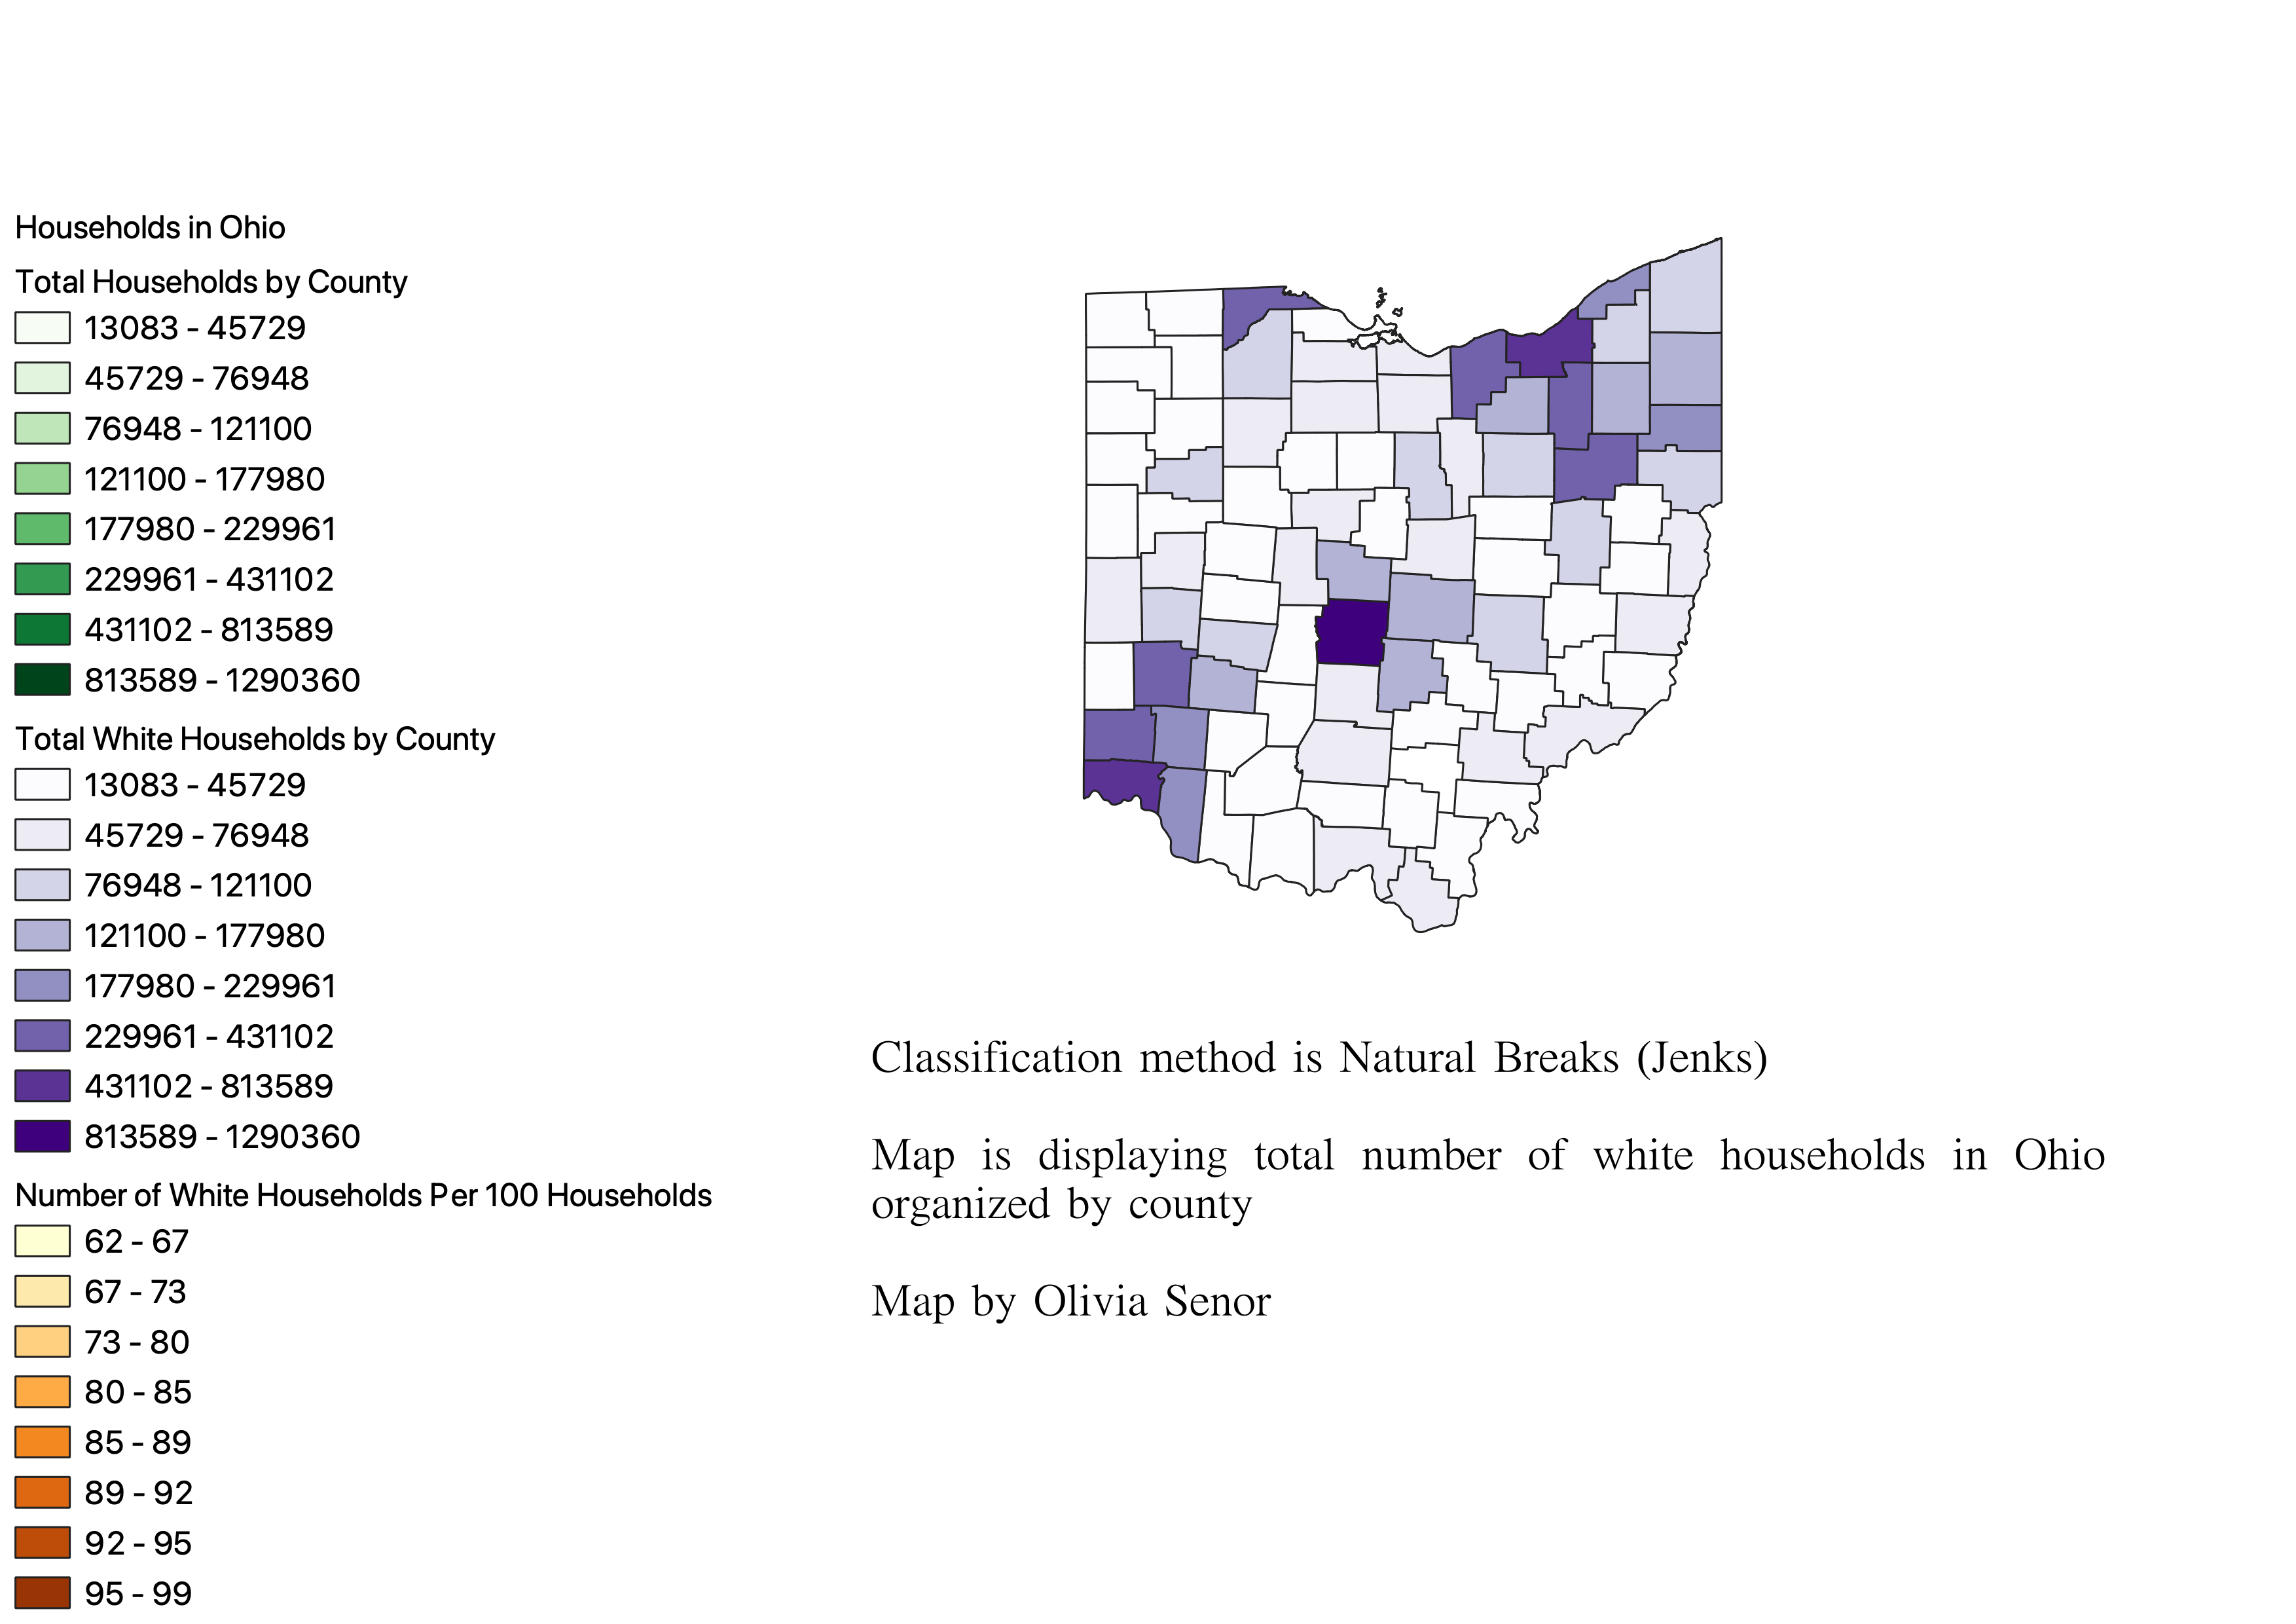 Households in Ohio
Total Households by County
13083 - 45729
45729 - 76948
76948 - 121100
121100 - 177980
177980 - 229961
229961 - 431102
431102 - 813589
813589 - 1290360
Total White Households by County
13083 - 45729
45729 - 76948
76948 - 121100
121100 - 177980
177980 - 229961
229961 - 431102
431102 - 813589
813589 - 1290360
Number of White Households Per 100 Households
62 - 67
67 - 73
73 - 80
80 - 85
85 - 89
89 - 92
92 - 95
95 - 99
Classification method is Natural Breaks (Jenks)
Map is displaying total number of white households in Ohio
organized by county
Map by Olivia Senor